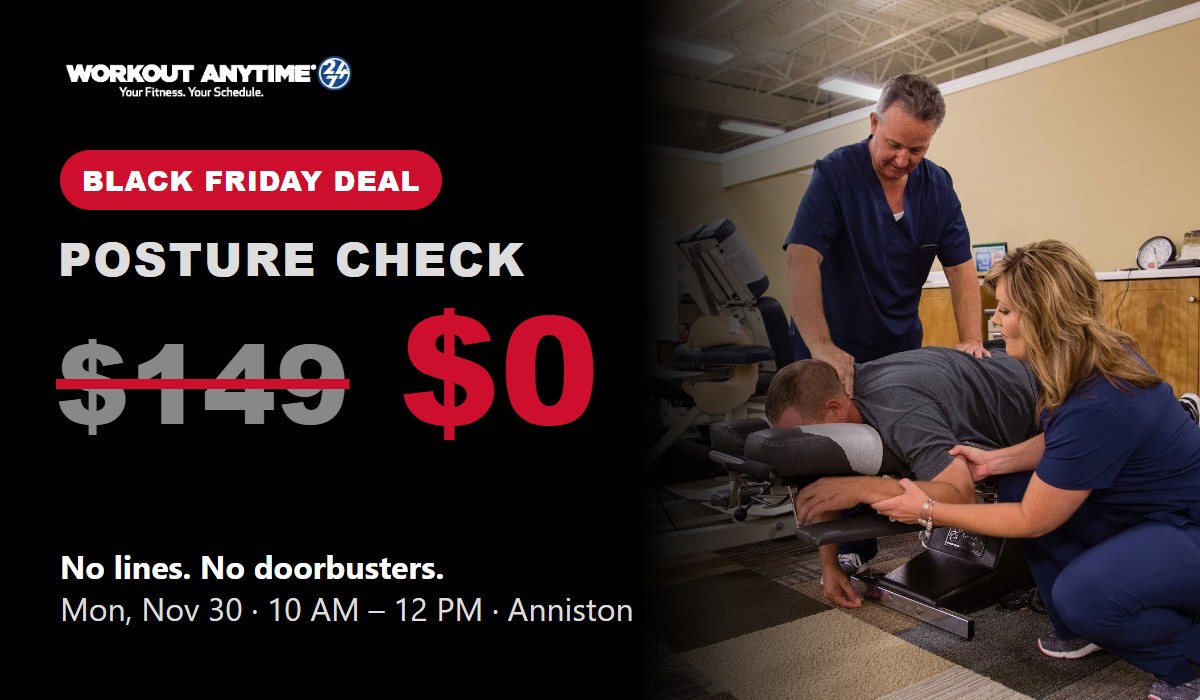 WORKOUT ANYTIME 24/7
Your Fitness. Your Schedule.
BLACK FRIDAY DEAL
POSTURE CHECK
$149 $0
No lines. No doorbusters.
Mon, Nov 30 · 10 AM – 12 PM · Anniston